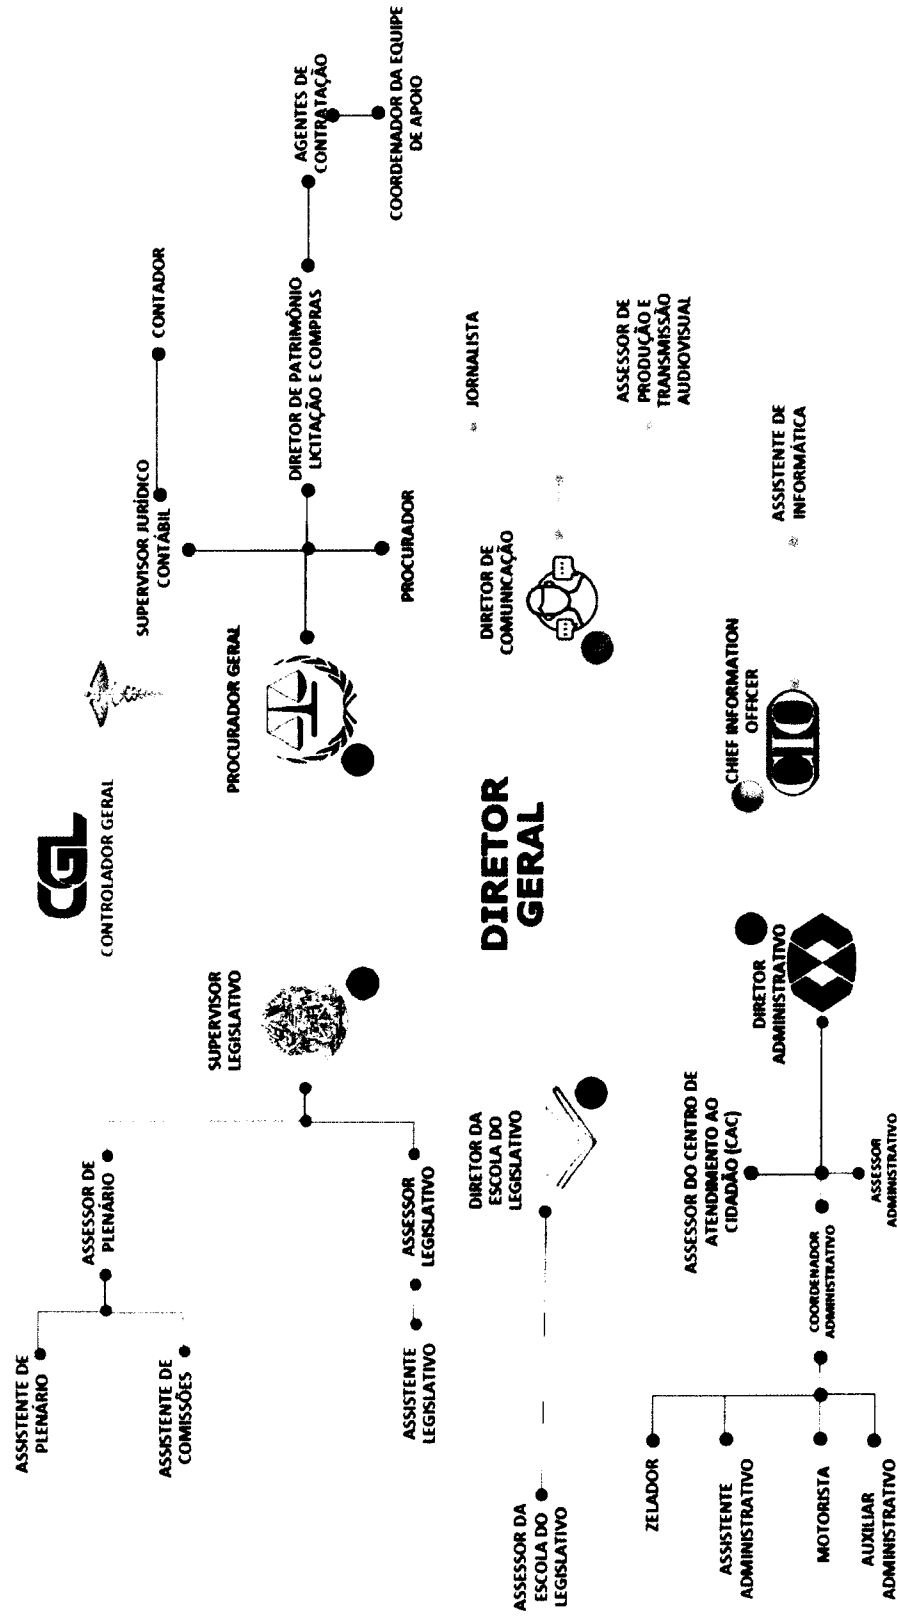 CGL
CONTROLADOR GERAL
SUPERVISOR JURÍDICO
CONTÁBIL
CONTADOR
ASSISTENTE DE
PLENÁRIO
ASSISTENTE DE
COMISSÕES
ASSESSOR DE
PLENÁRIO
SUPERVISOR
LEGISLATIVO
PROCURADOR GERAL
DIRETOR DE PATRIMÔNIO
LICITAÇÃO E COMPRAS
AGENTES DE
CONTRATAÇÃO
COORDENADOR DA EQUIPE
DE APOIO
PROCURADOR
ASSISTENTE
LEGISLATIVO
ASSESSOR
LEGISLATIVO
DIRETOR
GERAL
DIRETOR DE
COMUNICAÇÃO
JORNALISTA
ASSESSOR DE
PRODUÇÃO E
TRANSMISSÃO
AUDIOVISUAL
ASSESSOR DA
ESCOLA DO
LEGISLATIVO
DIRETOR DA
ESCOLA DO
LEGISLATIVO
ZELADOR
ASSISTENTE
ADMINISTRATIVO
MOTORISTA
AUXILIAR
ADMINISTRATIVO
COORDENADOR
ADMINISTRATIVO
ASSESSOR DO CENTRO DE
ATENDIMENTO AO
CIDADÃO (CAC)
ASSESSOR
ADMINISTRATIVO
DIRETOR
ADMINISTRATIVO
CHIEF INFORMATION
OFFICER
CIO
ASSISTENTE DE
INFORMÁTICA